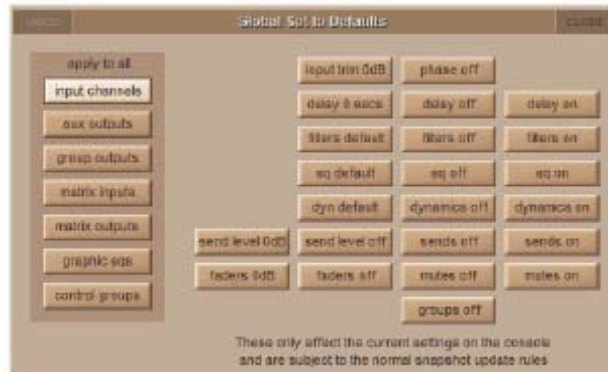 UNDO
Global Set to Defaults
CLOSE
apply to all
input channels
aux outputs
group outputs
matrix inputs
matrix outputs
graphic eqs
control groups
input trim 0dB phase off
delay 0 secs delay off delay on
filters default filters off filters on
eq default eq off eq on
dyn default dynamics off dynamics on
send level 0dB send level off sends off sends on
faders 0dB faders off mutes off mutes on
groups off
These only effect the current settings on the console
and are subject to the normal snapshot update rules